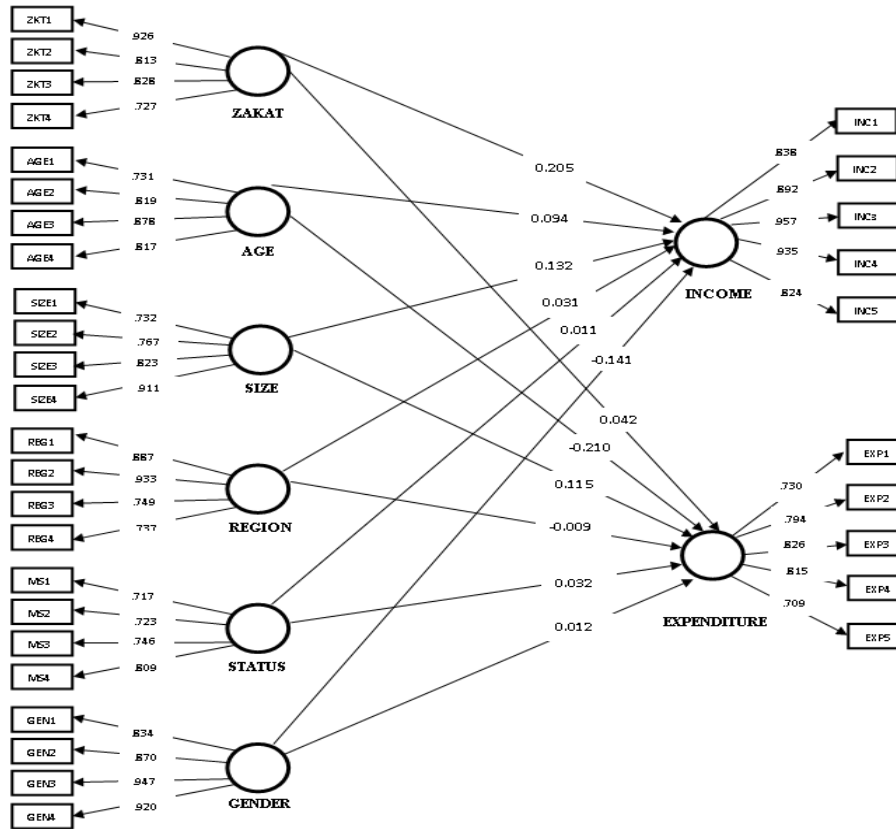 ZKT1
.926
ZKT2
.813
ZKT3
.828
ZKT4
.727
ZAKAT
AGE1
.731
AGE2
.819
AGE3
.878
AGE4
.817
AGE
SIZE1
.732
SIZE2
.767
SIZE3
.823
SIZE4
.911
SIZE
REG1
.887
REG2
.933
REG3
.749
REG4
.737
REGION
MS1
.717
MS2
.723
MS3
.746
MS4
.809
STATUS
GEN1
.834
GEN2
.870
GEN3
.947
GEN4
.920
GENDER
0.205
0.094
0.132
0.031
0.011
-0.141
0.042
-0.210
0.115
-0.009
0.032
0.012
INCOME
.838
INC1
.892
INC2
.957
INC3
.935
INC4
.824
INC5
EXPENDITURE
.730
EXP1
.794
EXP2
.826
EXP3
.815
EXP4
.709
EXP5